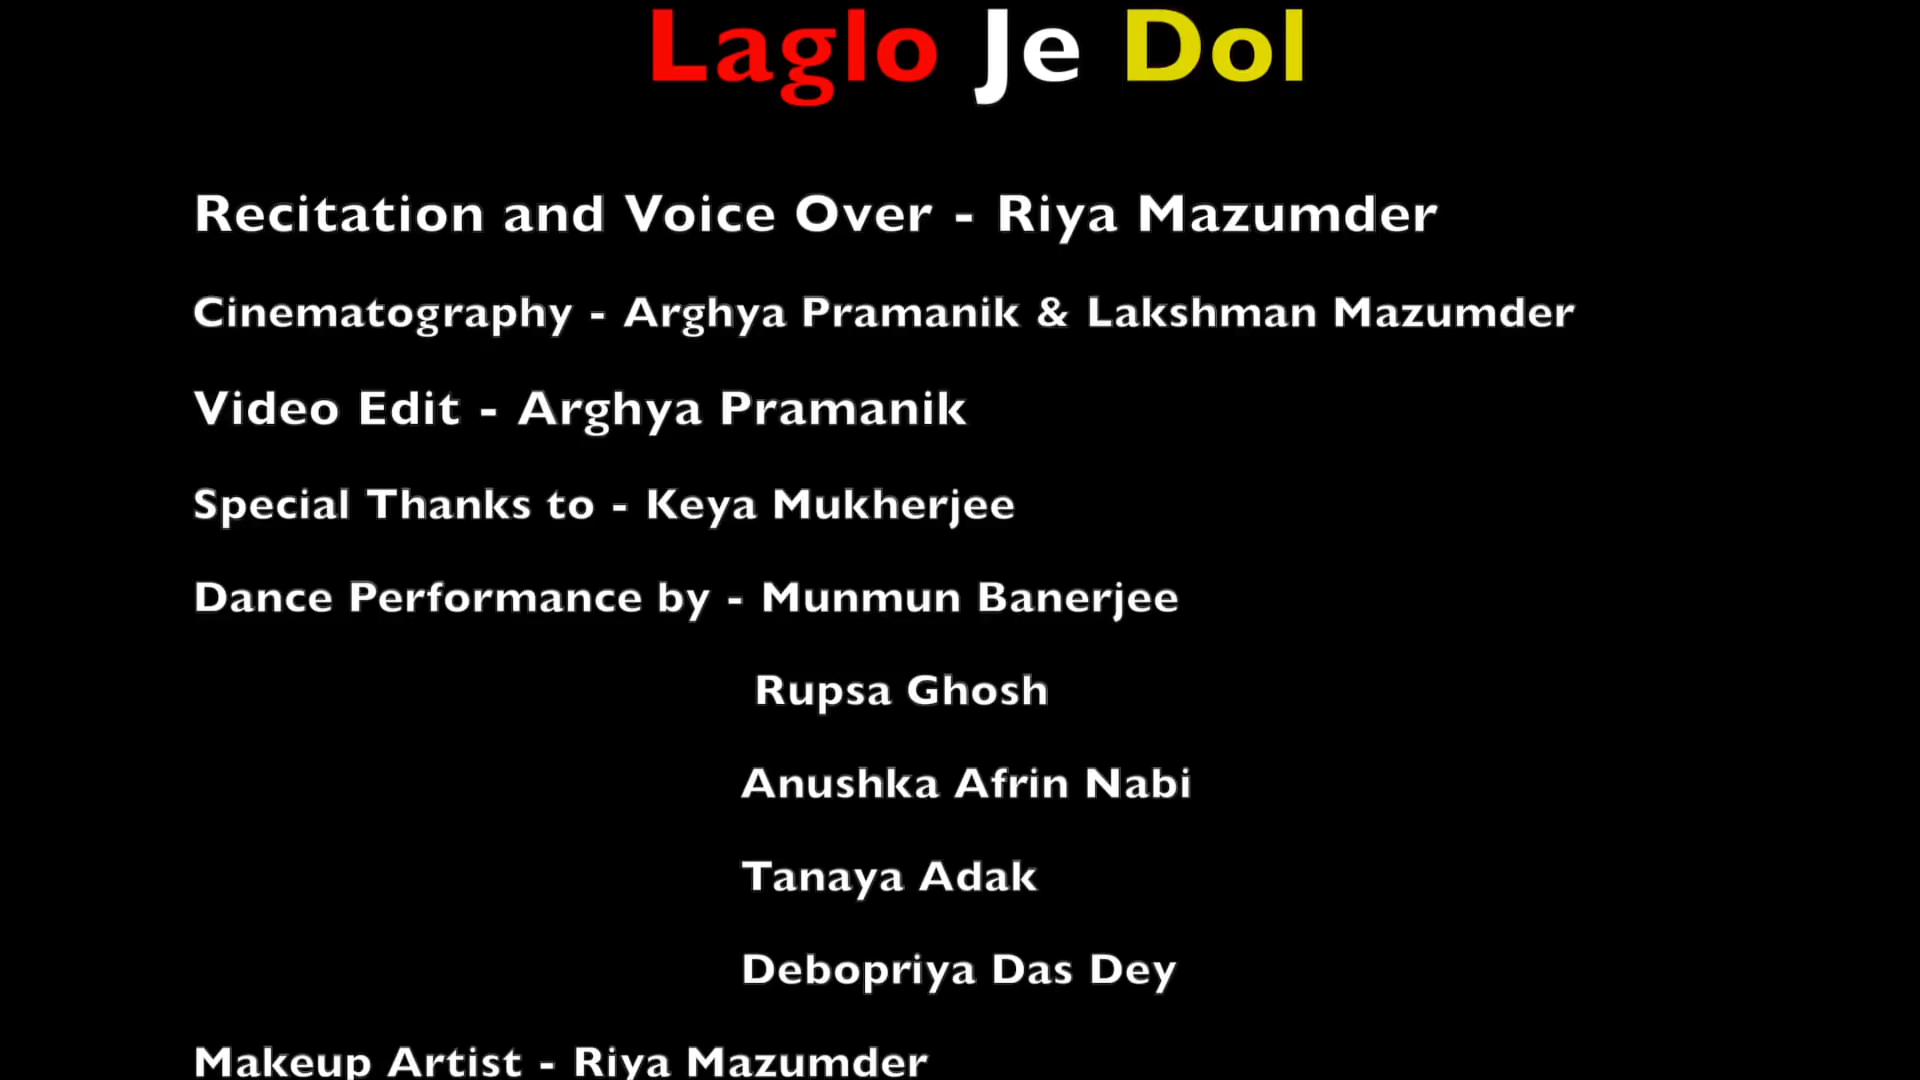 Laglo Je Dol
Recitation and Voice Over - Riya Mazumder
Cinematography - Arghya Pramanik & Lakshman Mazumder
Video Edit - Arghya Pramanik
Special Thanks to - Keya Mukherjee
Dance Performance by - Munmun Banerjee
Rupsa Ghosh
Anushka Afrin Nabi
Tanaya Adak
Debopriya Das Dey
Makeup Artist - Riya Mazumder